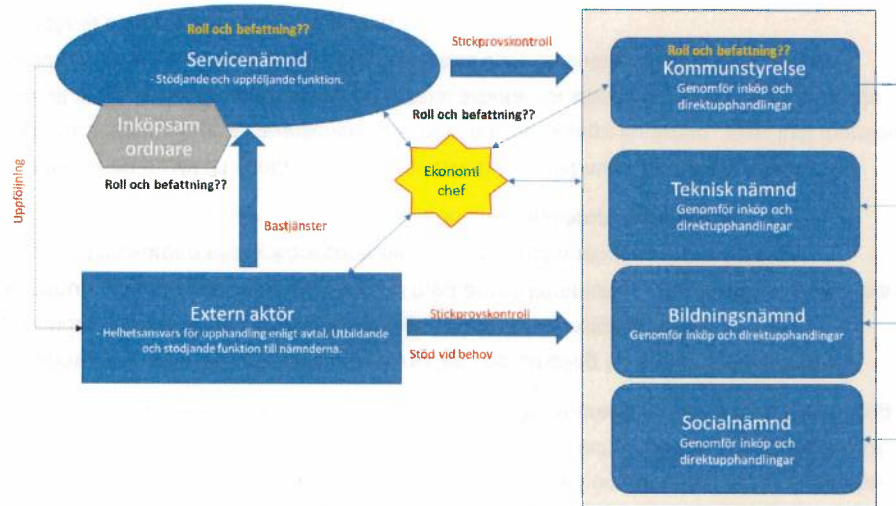 Roll och befattning??
Servicenämnd
- Stödjande och uppföljande funktion.
Inköpsam
ordnare
Roll och befattning??
Uppföljning
Bastjänster
Stickprovskontroll
Roll och befattning??
Ekonomi
chef
Extern aktör
- Helhetsansvars för upphandling enligt avtal. Utbildande
och stödjande funktion till nämnderna.
Stickprovskontroll
Stöd vid behov
Roll och befattning??
Kommunstyrelse
Genomför inköp och
direktupphandlingar
Teknisk nämnd
Genomför inköp och
direktupphandlingar
Bildningsnämnd
Genomför inköp och direktupphandlingar
Socialnämnd
Genomför inköp och
direktupphandlingar